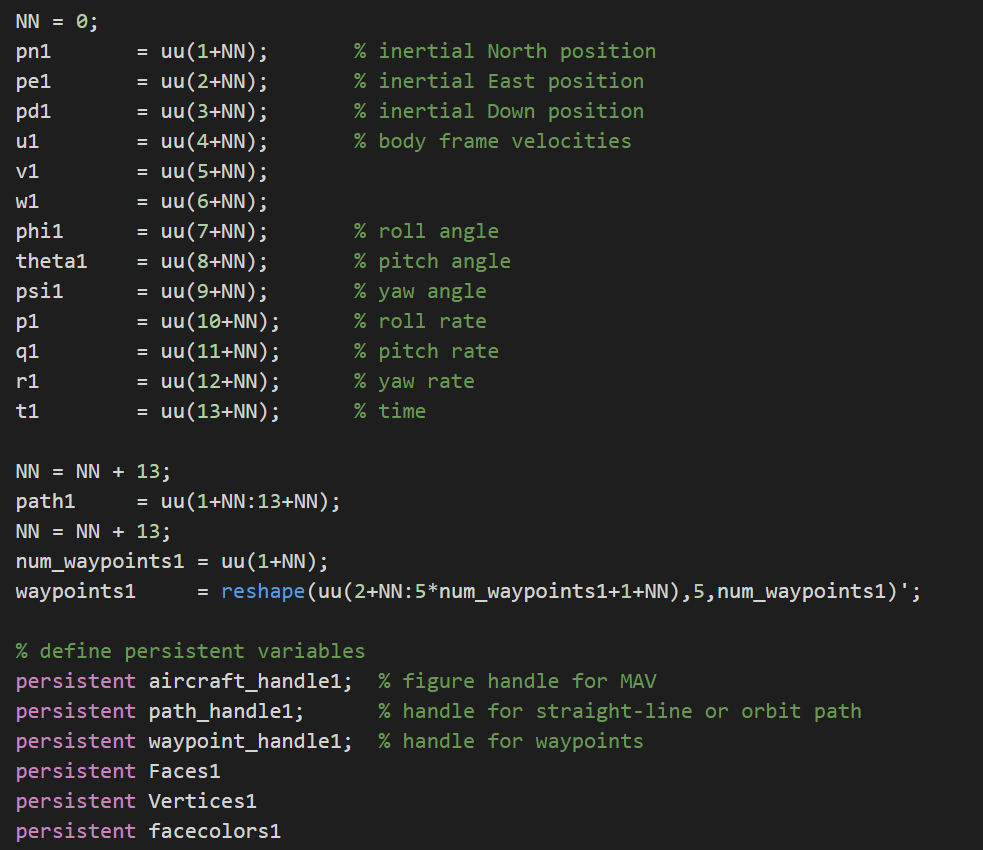 NN = 0;
pn1       = uu(1+NN);       % inertial North position
pe1       = uu(2+NN);       % inertial East position
pd1       = uu(3+NN);       % inertial Down position
u1        = uu(4+NN);       % body frame velocities
v1        = uu(5+NN);
w1        = uu(6+NN);
phi1      = uu(7+NN);       % roll angle
theta1    = uu(8+NN);       % pitch angle
psi1      = uu(9+NN);       % yaw angle
p1        = uu(10+NN);      % roll rate
q1        = uu(11+NN);      % pitch rate
r1        = uu(12+NN);      % yaw rate
t1        = uu(13+NN);      % time

NN = NN + 13;
path1     = uu(1+NN:13+NN);
NN = NN + 13;
num_waypoints1 = uu(1+NN);
waypoints1     = reshape(uu(2+NN:5*num_waypoints1+1+NN),5,num_waypoints1)';

% define persistent variables
persistent aircraft_handle1;  % figure handle for MAV
persistent path_handle1;      % handle for straight-line or orbit path
persistent waypoint_handle1;  % handle for waypoints
persistent Faces1
persistent Vertices1
persistent facecolors1